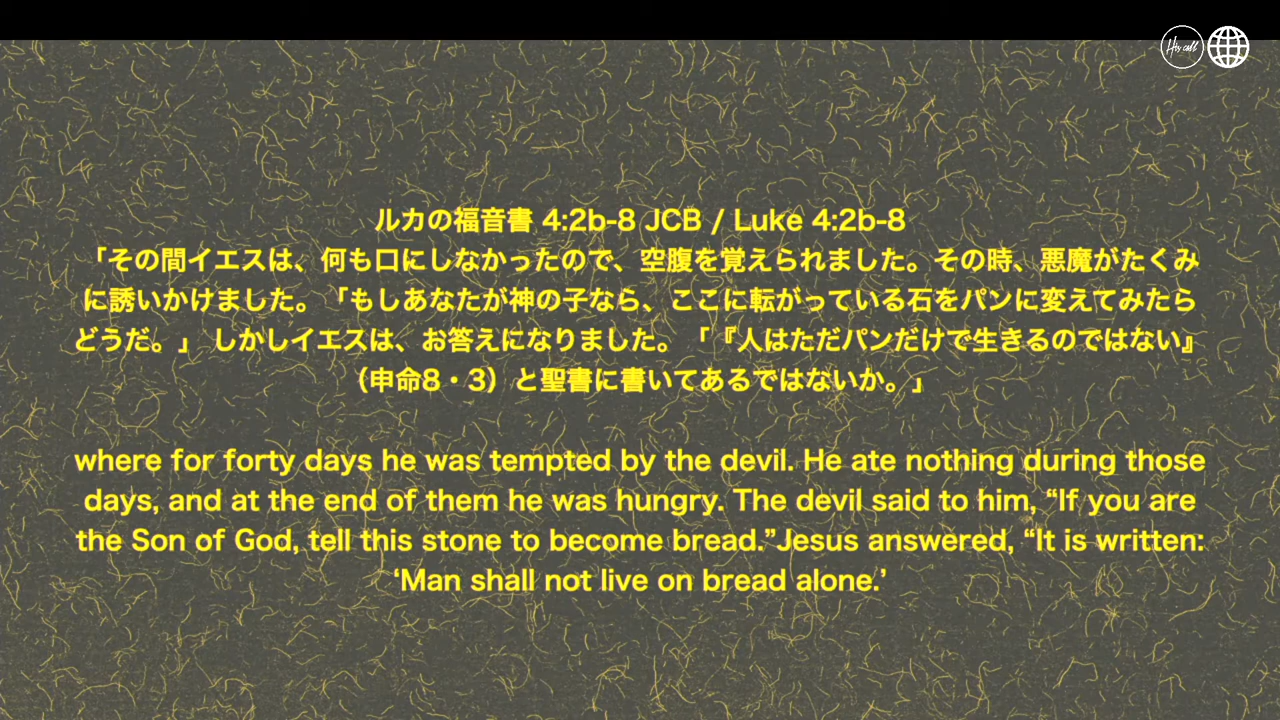 His call
ルカの福音書 4:2b-8 JCB / Luke 4:2b-8
「その間イエスは、何も口にしなかったので、空腹を覚えられました。その時、悪魔がたくみ
に誘いかけました。「もしあなたが神の子なら、ここに転がっている石をパンに変えてみたら
どうだ。」 しかしイエスは、お答えになりました。 「『人はただパンだけで生きるのではない』
（申命8・3）と聖書に書いてあるではないか。」
where for forty days he was tempted by the devil. He ate nothing during those
days, and at the end of them he was hungry. The devil said to him, “If you are
the Son of God, tell this stone to become bread.”Jesus answered, “It is written:
‘Man shall not live on bread alone.’